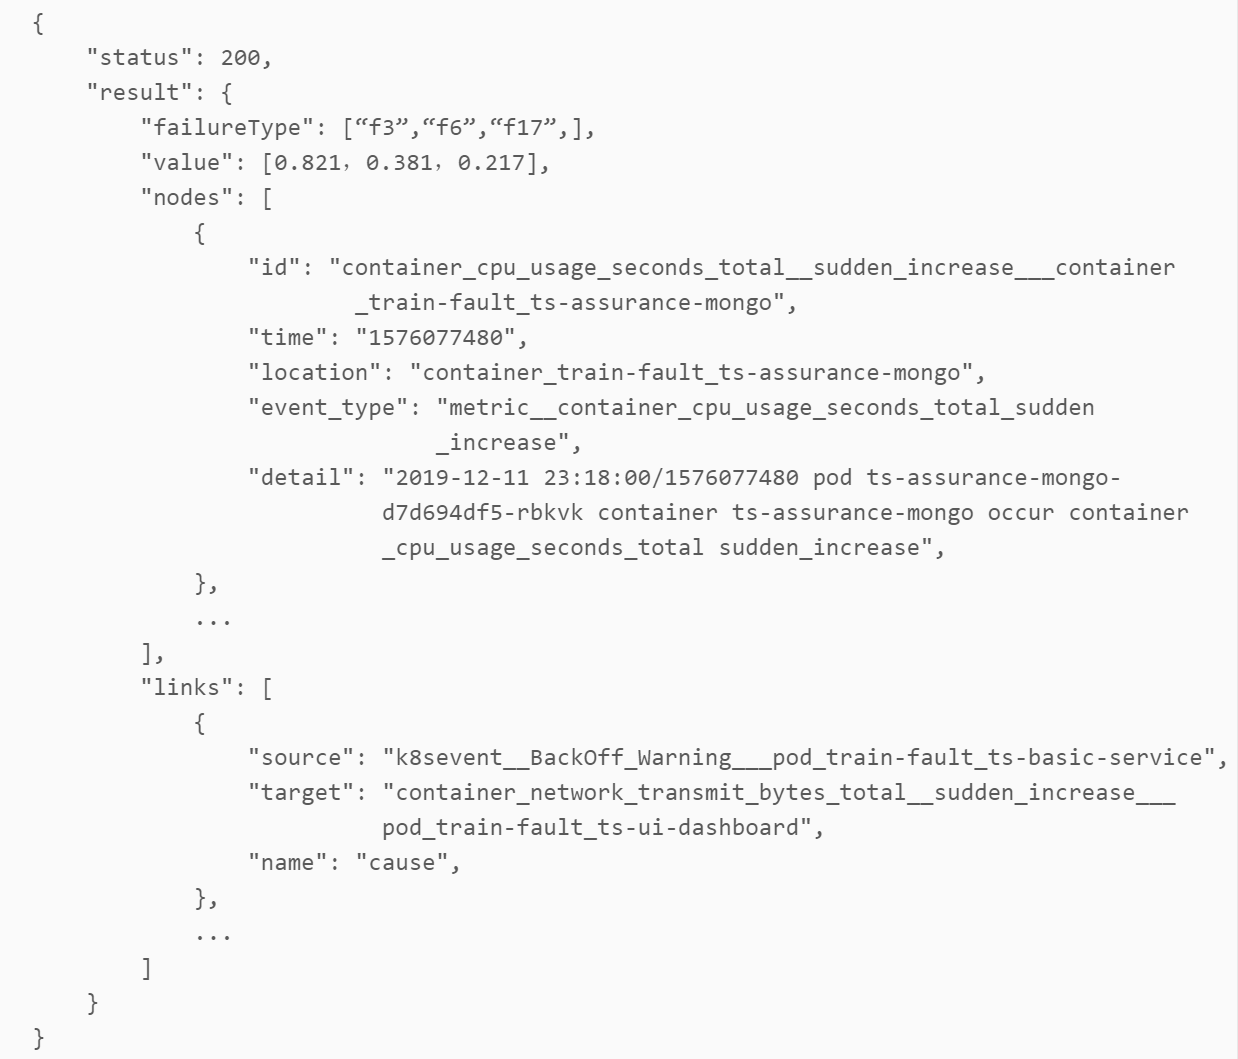 {
"status": 200,
"result": {
"failureType": [“f3”,“f6”,“f17”,],
"value": [0.821，0.381，0.217],
"nodes": [
{
"id": "container_cpu_usage_seconds_total__sudden_increase___container
_train-fault_ts-assurance-mongo",
"time": "1576077480",
"location": "container_train-fault_ts-assurance-mongo",
"event_type": "metric__container_cpu_usage_seconds_total_sudden
_increase",
"detail": "2019-12-11 23:18:00/1576077480 pod ts-assurance-mongo-
d7d694df5-rbkvk container ts-assurance-mongo occur container
_cpu_usage_seconds_total sudden_increase",
},
...
],
"links": [
{
"source": "k8sevent__BackOff_Warning___pod_train-fault_ts-basic-service",
"target": "container_network_transmit_bytes_total__sudden_increase___
pod_train-fault_ts-ui-dashboard",
"name": "cause",
},
...
]
}
}